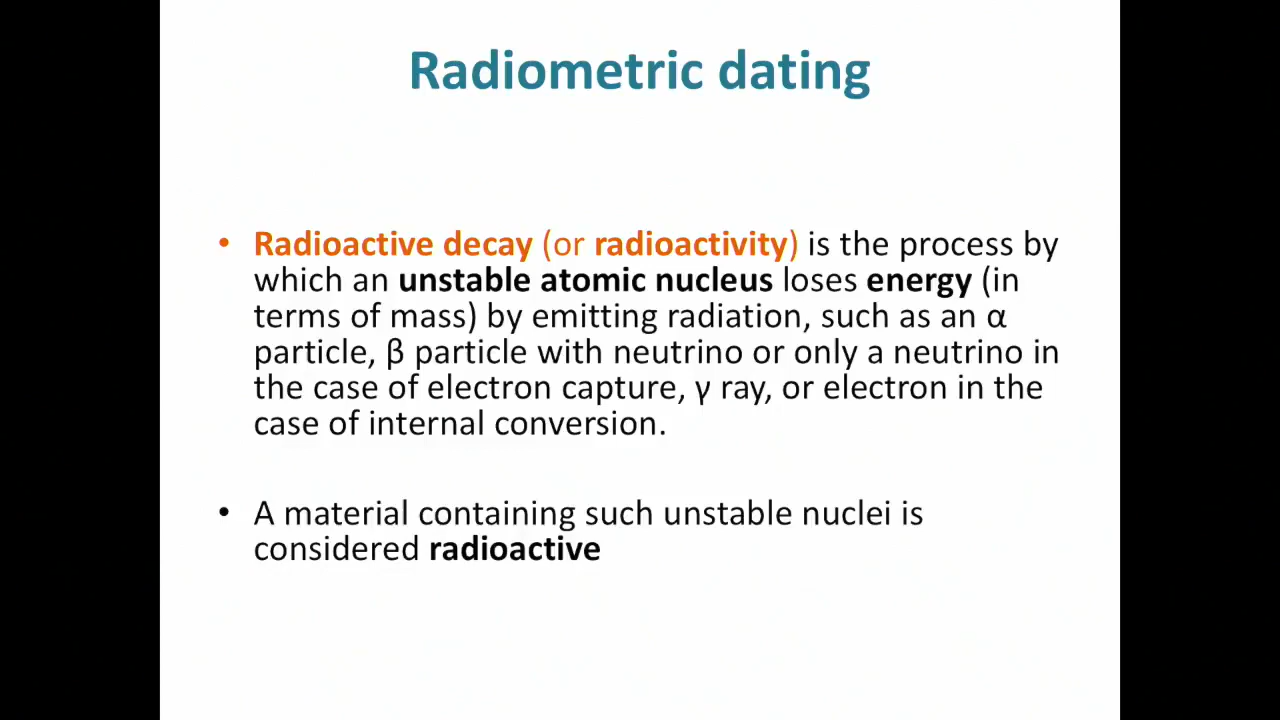 Radiometric dating
• Radioactive decay (or radioactivity) is the process by
which an unstable atomic nucleus loses energy (in
terms of mass) by emitting radiation, such as an α
particle, β particle with neutrino or only a neutrino in
the case of electron capture, γ ray, or electron in the
case of internal conversion.
• A material containing such unstable nuclei is
considered radioactive